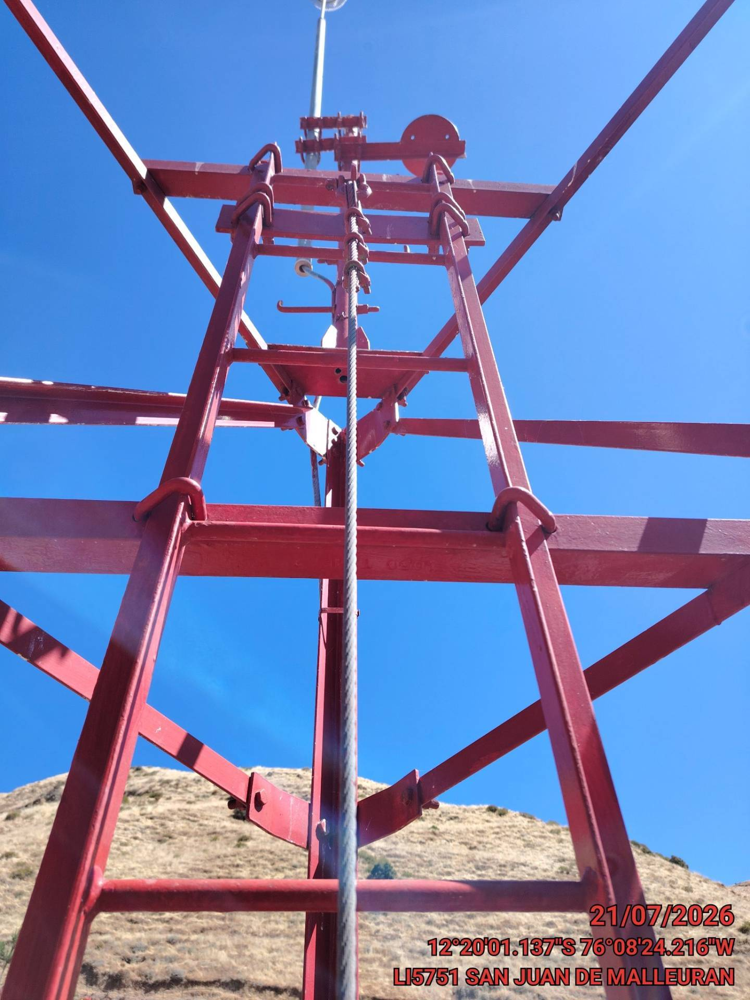 21/07/2026
12°20'01.137"S 76°08'24.216"W
LI5751 SAN JUAN DE MALLEURAN